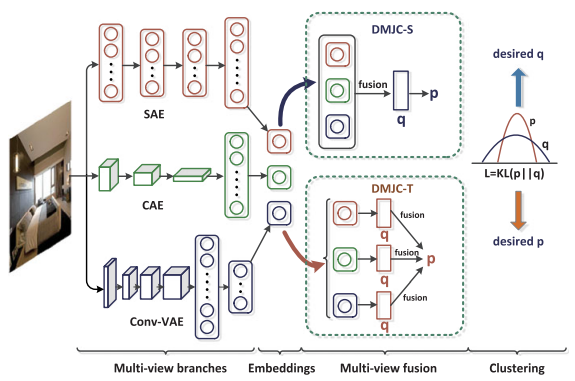 DMJC-S
fusion
p
q
SAE
CAE
Conv-VAE
DMJC-T
fusion
q
fusion
p
q
fusion
q
desired q
p
q
L=KL(p||q)
desired p
Multi-view branches
Embeddings
Multi-view fusion
Clustering